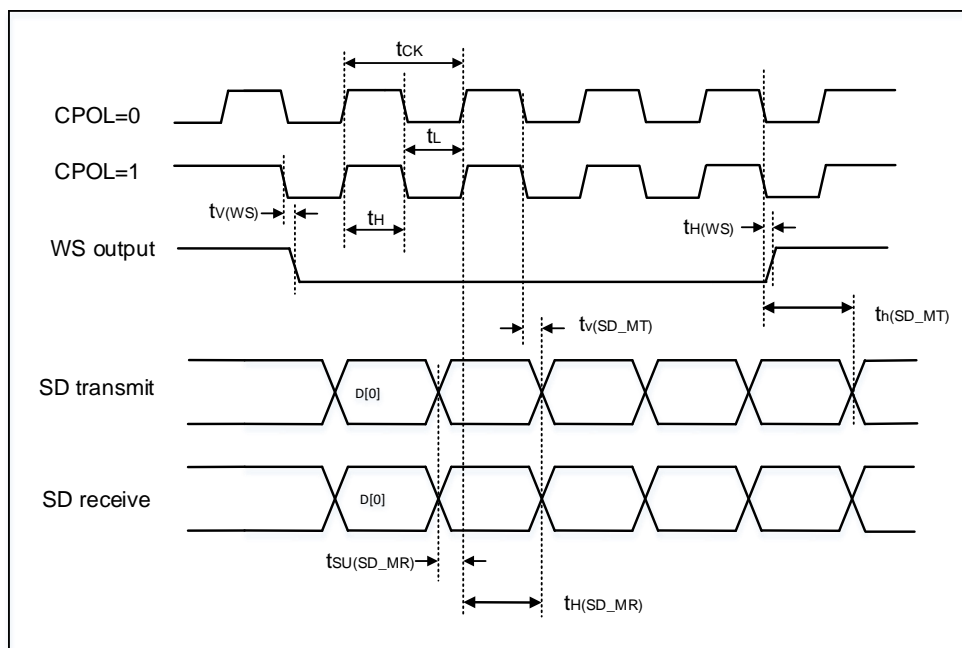 tCK
CPOL=0
tL
CPOL=1
tV(WS)
tH
tH(WS)
WS output
tv(SD_MT)
th(SD_MT)
SD transmit
D[0]
SD receive
D[0]
tSU(SD_MR)
tH(SD_MR)